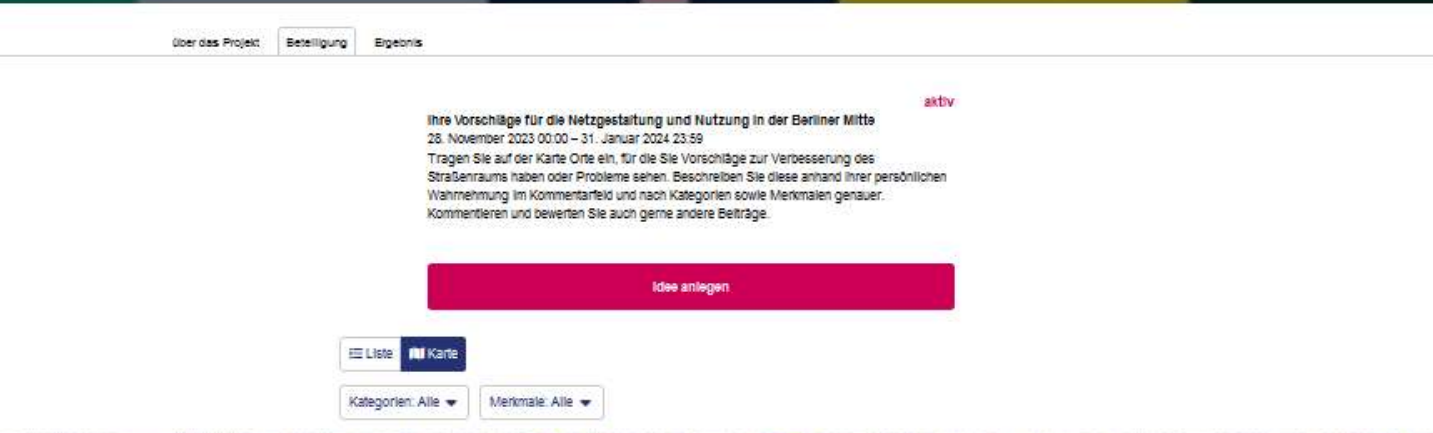 Über das Projekt Beteiligung Ergebnis
aktiv
Ihre Vorschläge für die Netzgestaltung und Nutzung in der Berliner Mitte
28. November 2023 00:00 – 31. Januar 2024 23:59
Tragen Sie auf der Karte Orte ein, für die Sie Vorschläge zur Verbesserung des
Straßenraums haben oder Probleme sehen. Beschreiben Sie diese anhand Ihrer persönlichen
Wahrnehmung im Kommentarfeld und nach Kategorien sowie Merkmalen genauer.
Kommentieren und bewerten Sie auch gerne andere Beiträge.
Idee anlegen
Liste Karte
Kategorien: Alle Merkmale: Alle